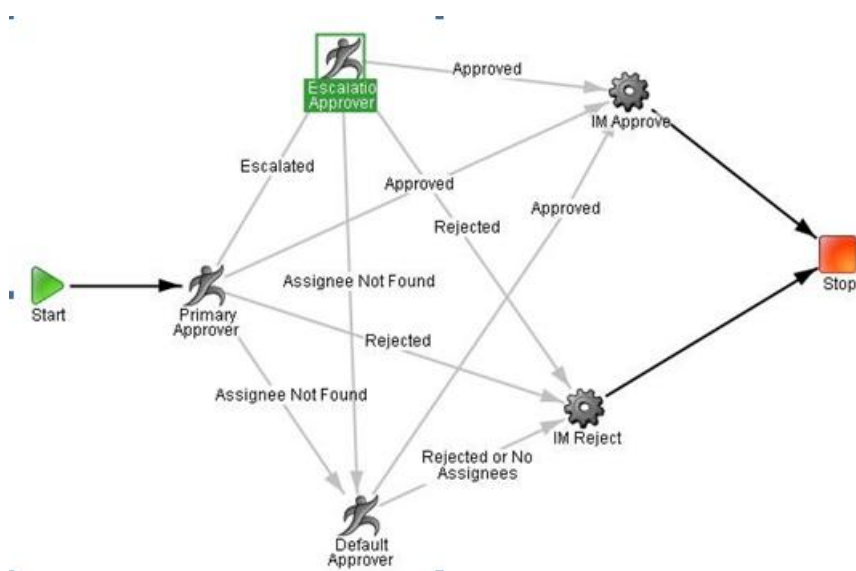 Escalatio
Approver
Approved
IM Approve
Escalated
Approved
Approved
Rejected
Assignee Not Found
Start
Primary
Approver
Stop
Rejected
Assignee Not Found
IM Reject
Rejected or No
Assignees
Default
Approver